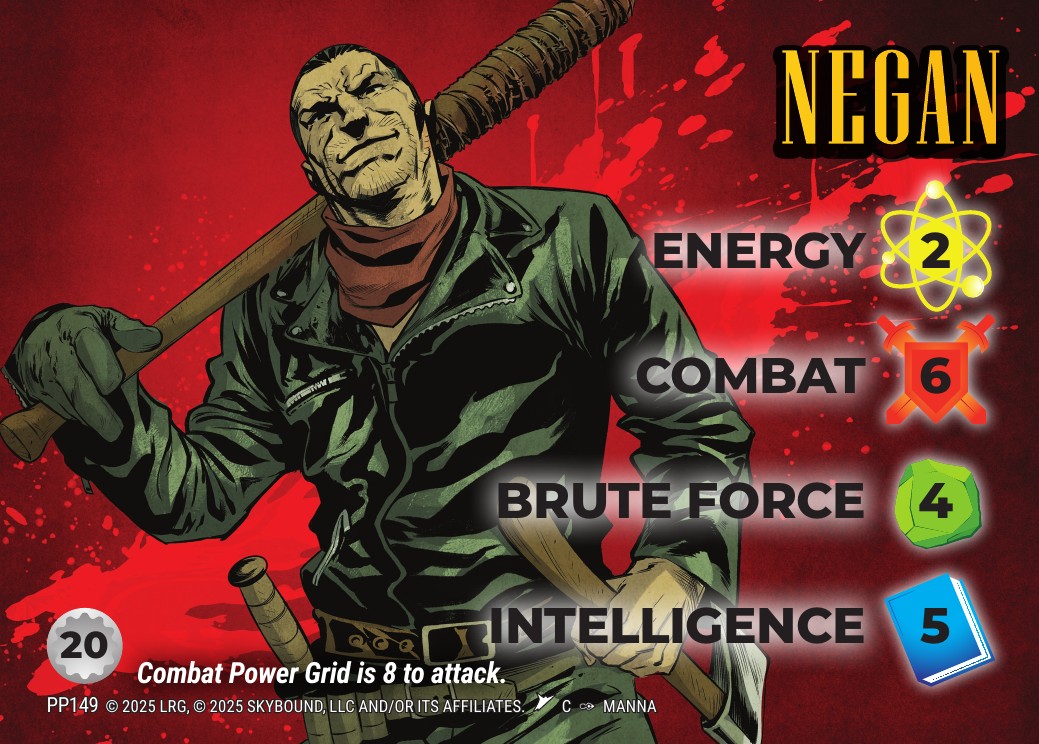 NEGAN
ENERGY 2
COMBAT 6
BRUTE FORCE 4
INTELLIGENCE 5
20
Combat Power Grid is 8 to attack.
PP149 © 2025 LRG, © 2025 SKYBOUND, LLC AND/OR ITS AFFILIATES. C MANNA